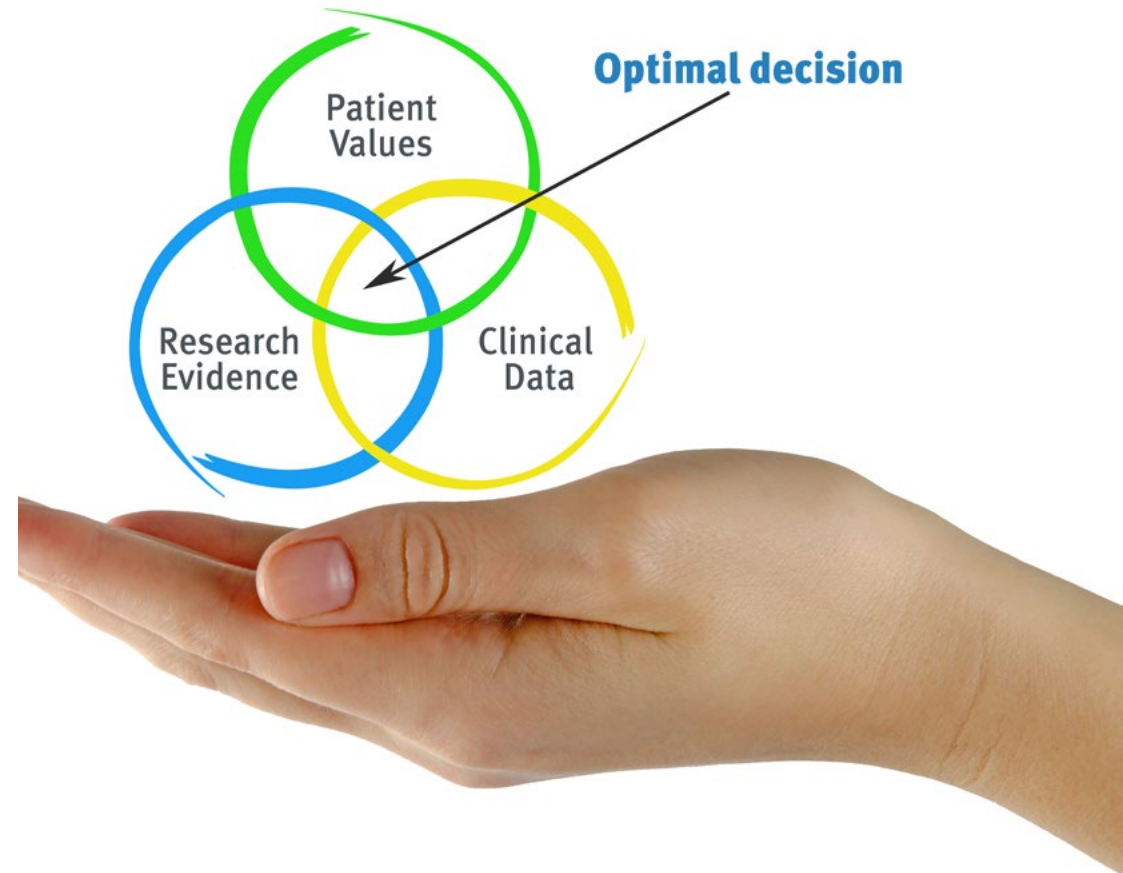 Optimal decision
Patient
Values
Research
Evidence
Clinical
Data